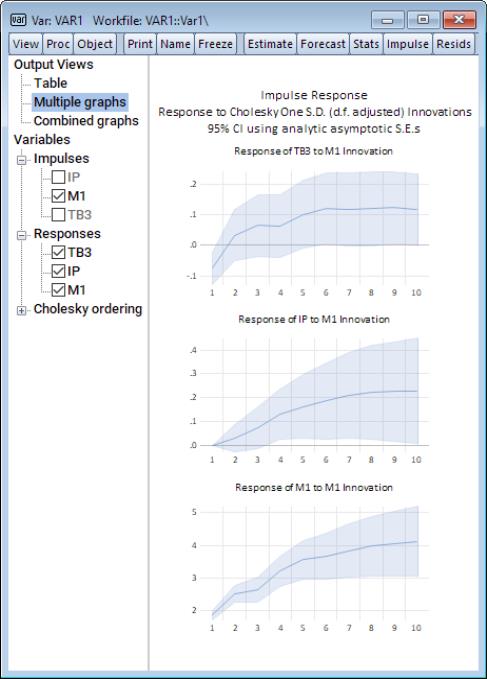 var Var: VAR1 Workfile: VAR1::Var1\
View Proc Object Print Name Freeze Estimate Forecast Stats Impulse Resids
Output Views
Table
Multiple graphs
Combined graphs
Variables
Impulses
IP
M1
TB3
Responses
TB3
IP
M1
Cholesky ordering
Impulse Response
Response to Cholesky One S.D. (d.f. adjusted) Innovations
95% CI using analytic asymptotic S.E.s
Response of TB3 to M1 Innovation
.2
.1
.0
-.1
1 2 3 4 5 6 7 8 9 10
Response of IP to M1 Innovation
.4
.3
.2
.1
.0
1 2 3 4 5 6 7 8 9 10
Response of M1 to M1 Innovation
5
4
3
2
1 2 3 4 5 6 7 8 9 10